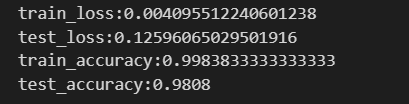 train_loss:0.004095512240601238
test_loss:0.12596065029501916
train_accuracy:0.9983833333333333
test_accuracy:0.9808